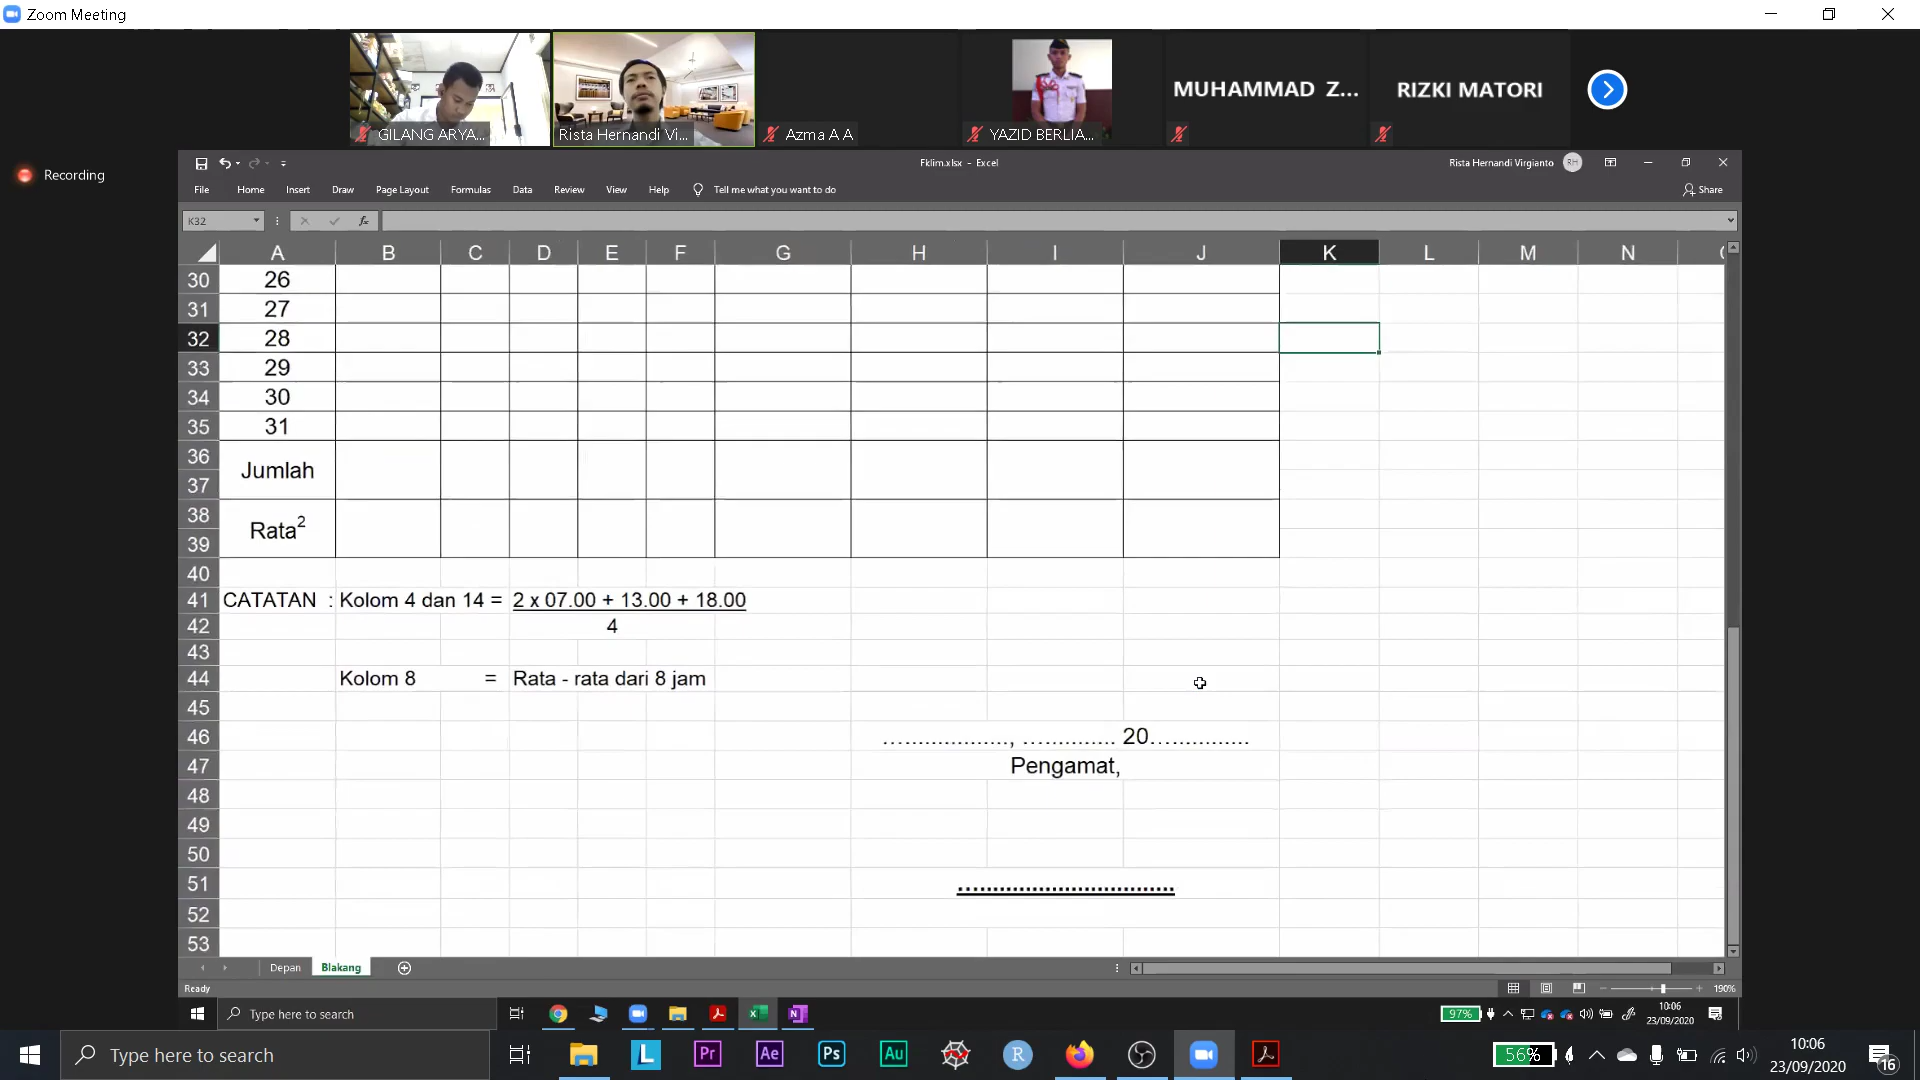 Zoom Meeting
GILANG ARYA...
Rista Hernandi Vi...
Azma A A
YAZID BERLIA...
MUHAMMAD Z...
RIZKI MATORI
Recording
Fklim.xlsx - Excel
Rista Hernandi Virgianto
RH
File Home Insert Draw Page Layout Formulas Data Review View Help Tell me what you want to do
Share
K32
fx
A B C D E F G H I J K L M N
30 26
31 27
32 28
33 29
34 30
35 31
36
Jumlah
37
38
Rata2
39
40
41 CATATAN : Kolom 4 dan 14 = 2 x 07.00 + 13.00 + 18.00
42 4
43
44 Kolom 8 = Rata - rata dari 8 jam
45
46 .................., .............. 20..............
47 Pengamat,
48
49
50
51 .................................
52
53
Depan Blakang
Ready
190%
Type here to search
97%
10:06
23/09/2020
Type here to search
L
Pr
Ae
Ps
Au
R
56%
10:06
23/09/2020
16